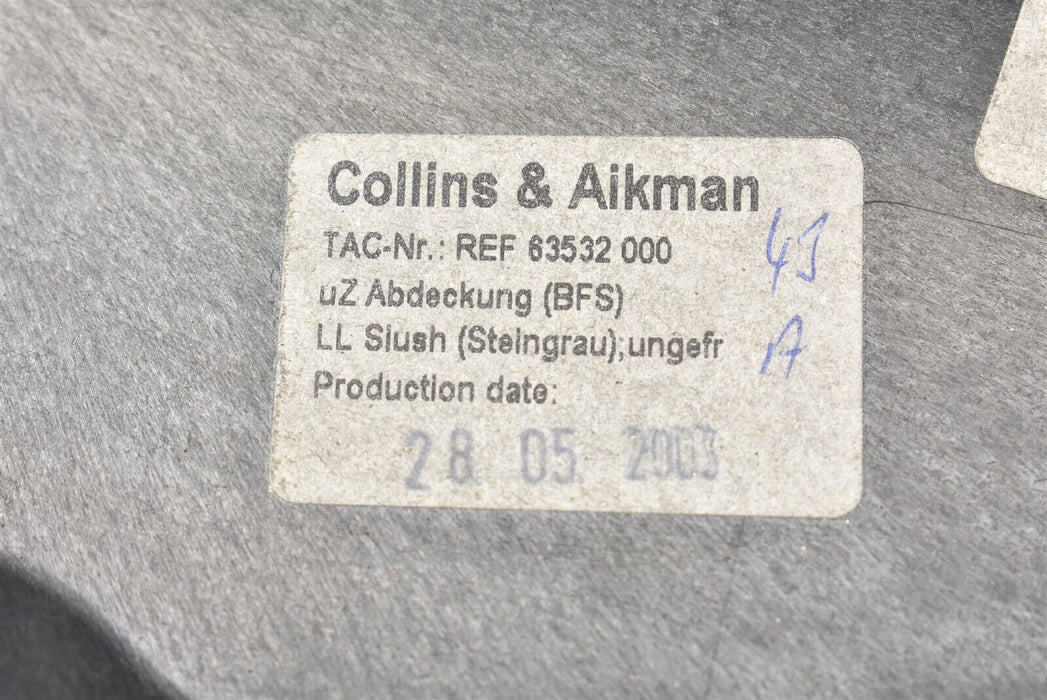 Collins & Aikman
TAC-Nr.: REF 63532 000
uZ Abdeckung (BFS)
LL Slush (Steingrau);ungefr
Production date:
28. 05. 2003
A